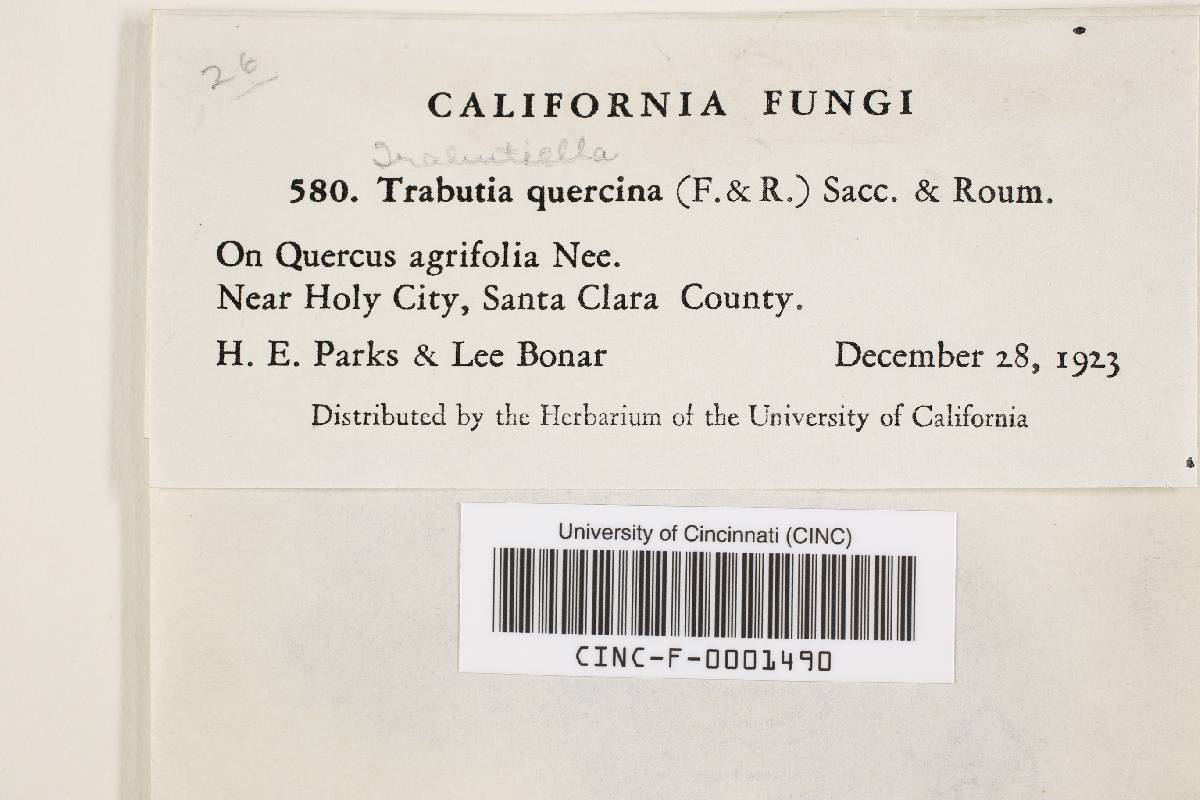 26
CALIFORNIA FUNGI
Trabutiella
580. Trabutia quercina (F. & R.) Sacc. & Roum.
On Quercus agrifolia Nee.
Near Holy City, Santa Clara County.
H. E. Parks & Lee Bonar December 28, 1923
Distributed by the Herbarium of the University of California
University of Cincinnati (CINC)
CINC-F-0001490